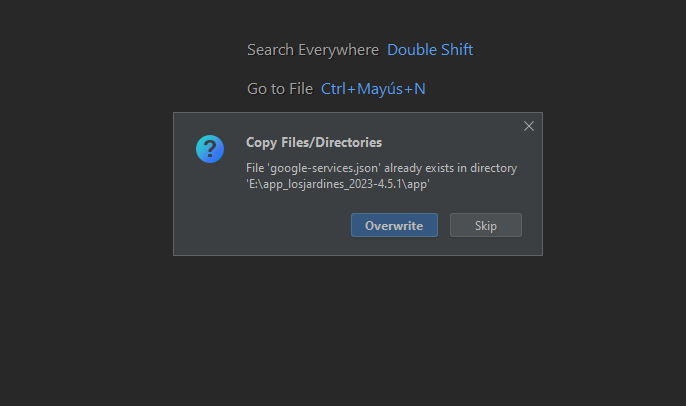 Search Everywhere Double Shift
Go to File Ctrl+Mayús+N
Copy Files/Directories
File 'google-services.json' already exists in directory
'E:\app_losjardines_2023-4.5.1\app'
Overwrite
Skip